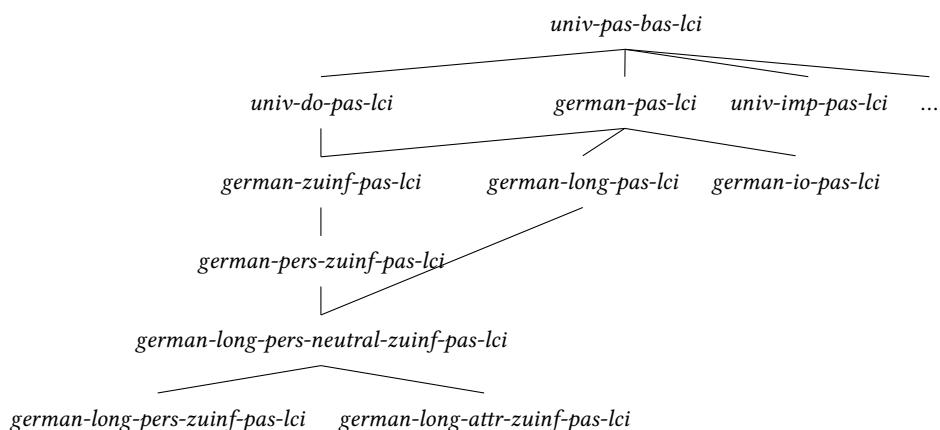 univ-pas-bas-lci
univ-do-pas-lci german-pas-lci univ-imp-pas-lci ...
german-zuinf-pas-lci german-long-pas-lci german-io-pas-lci
german-pers-zuinf-pas-lci
german-long-pers-neutral-zuinf-pas-lci
german-long-pers-zuinf-pas-lci german-long-attr-zuinf-pas-lci